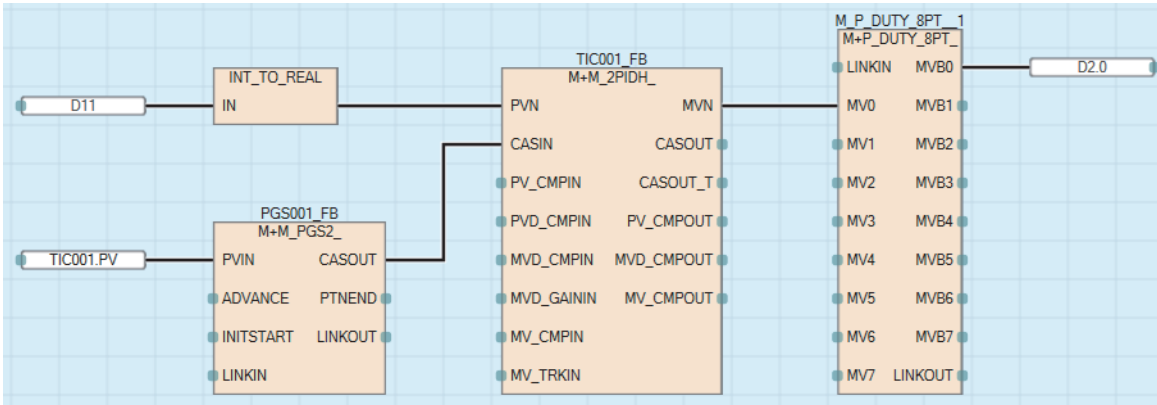 M_P_DUTY_8PT__1
M+P_DUTY_8PT_
LINKIN MVB0
D2.0
MV0 MVB1
MV1 MVB2
MV2 MVB3
MV3 MVB4
MV4 MVB5
MV5 MVB6
MV6 MVB7
MV7 LINKOUT
TIC001_FB
M+M_2PIDH_
PVN MVN
CASIN CASOUT
PV_CMPIN CASOUT_T
PVD_CMPIN PV_CMPOUT
MVD_CMPIN MVD_CMPOUT
MVD_GAININ MV_CMPOUT
MV_CMPIN
MV_TRKIN
INT_TO_REAL
D11
IN
PGS001_FB
M+M_PGS2_
TIC001.PV
PVIN CASOUT
ADVANCE PTNEND
INITSTART LINKOUT
LINKIN